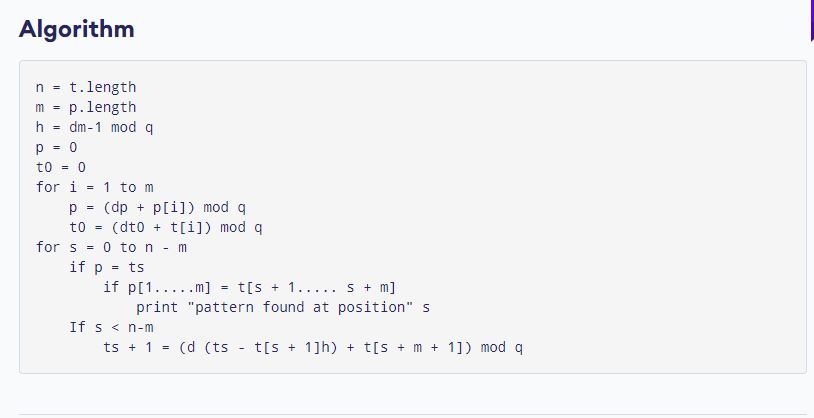 Algorithm
n = t.length
m = p.length
h = dm-1 mod q
p = 0
t0 = 0
for i = 1 to m
    p = (dp + p[i]) mod q
    t0 = (dt0 + t[i]) mod q
for s = 0 to n - m
    if p = ts
        if p[1.....m] = t[s + 1..... s + m]
            print "pattern found at position" s
    If s < n-m
        ts + 1 = (d (ts - t[s + 1]h) + t[s + m + 1]) mod q